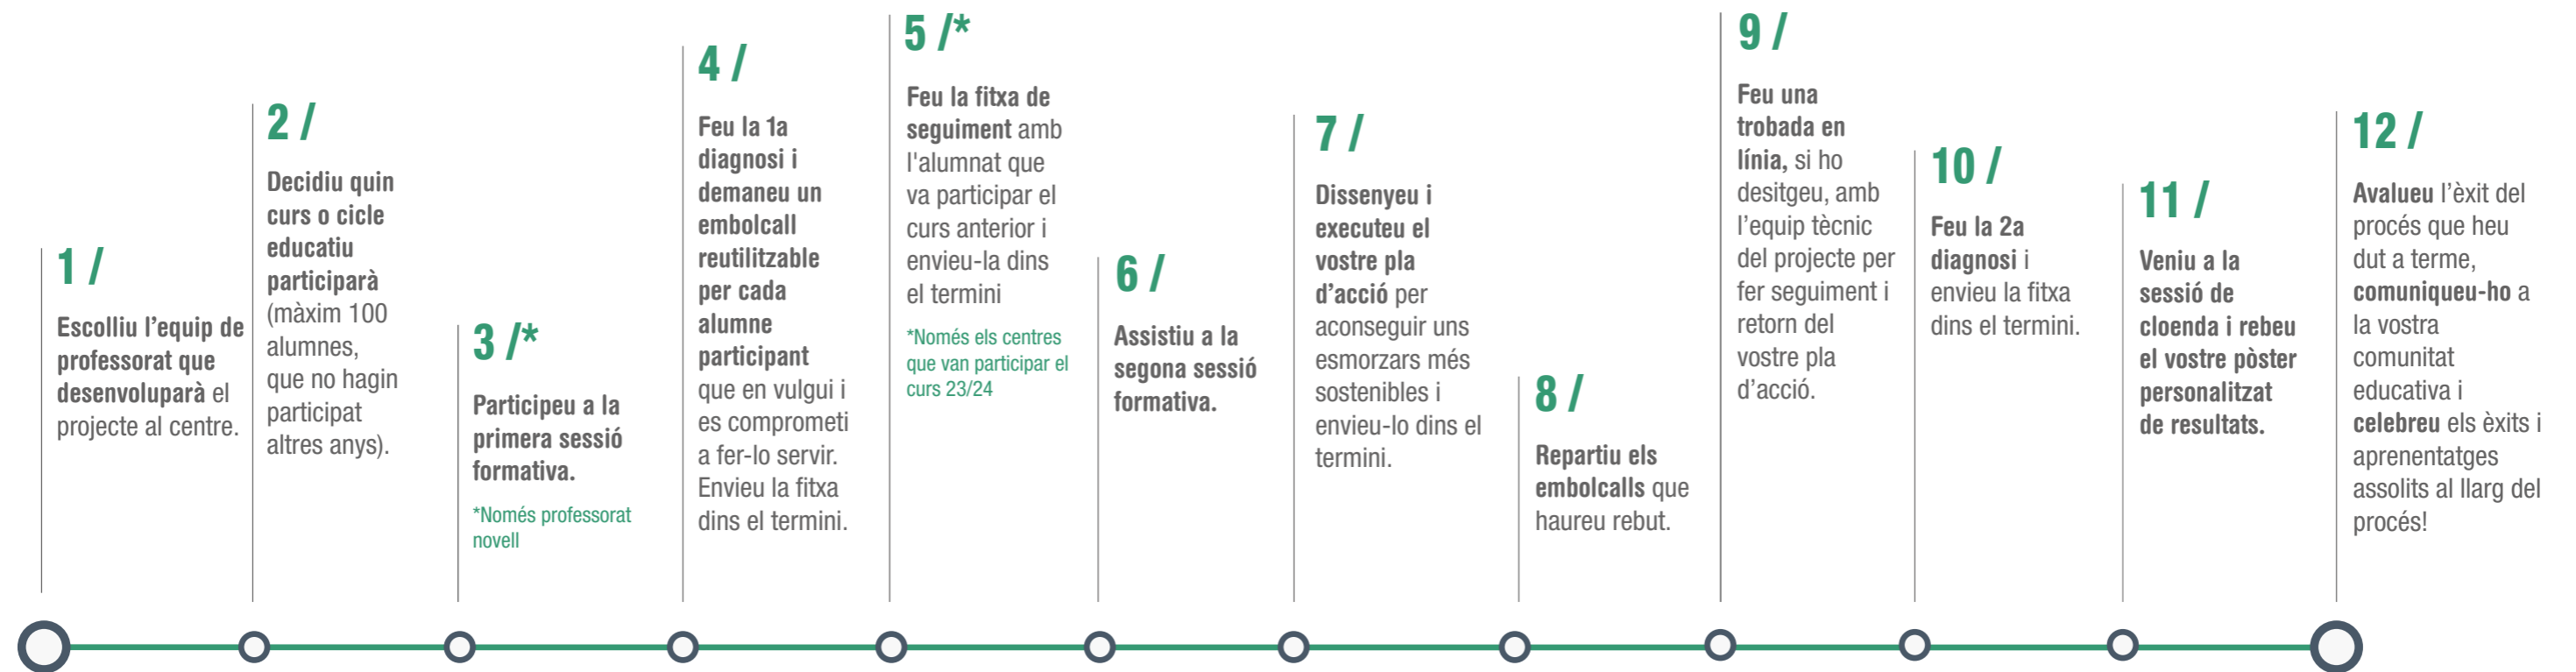 1 /
Escolliu l’equip de
professorat que
desenvoluparà el
projecte al centre.
2 /
Decidiu quin
curs o cicle
educatiu
participarà
(màxim 100
alumnes,
que no hagin
participat
altres anys).
3 /*
Participeu a la
primera sessió
formativa.
*Només professorat
novell
4 /
Feu la 1a
diagnosi i
demaneu un
embolcall
reutilitzable
per cada
alumne
participant
que en vulgui i
es comprometi
a fer-lo servir.
Envieu la fitxa
dins el termini.
5 /*
Feu la fitxa de
seguiment amb
l'alumnat que
va participar el
curs anterior i
envieu-la dins
el termini
*Només els centres
que van participar el
curs 23/24
6 /
Assistiu a la
segona sessió
formativa.
7 /
Dissenyeu i
executeu el
vostre pla
d’acció per
aconseguir uns
esmorzars més
sostenibles i
envieu-lo dins el
termini.
8 /
Repartiu els
embolcalls que
haureu rebut.
9 /
Feu una
trobada en
línia, si ho
desitgeu, amb
l’equip tècnic
del projecte per
fer seguiment i
retorn del
vostre pla
d’acció.
10 /
Feu la 2a
diagnosi i
envieu la fitxa
dins el termini.
11 /
Veniu a la
sessió de
cloenda i rebeu
el vostre pòster
personalitzat
de resultats.
12 /
Avalueu l’èxit del
procés que heu
dut a terme,
comuniqueu-ho a
la vostra
comunitat
educativa i
celebreu els èxits i
aprenentatges
assolits al llarg del
procés!